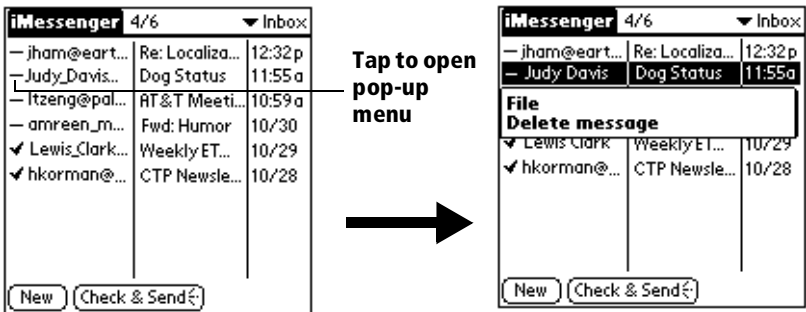 iMessenger 4/6 Inbox
— jham@eart... Re: Localiza... 12:32p
— Judy_Davis... Dog Status 11:55a
— ltzeng@pal... AT&T Meeti... 10:59a
— amreen_m... Fwd: Humor 10/30
✔ Lewis_Clark... Weekly ET... 10/29
✔ hkorman@... CTP Newsle... 10/28
New Check & Send
Tap to open
pop-up
menu
iMessenger 4/6 Inbox
— jham@eart... Re: Localiza... 12:32p
— Judy Davis Dog Status 11:55a
File
Delete message
✔ Lewis Clark Weekly ET... 10/29
✔ hkorman@... CTP Newsle... 10/28
New Check & Send